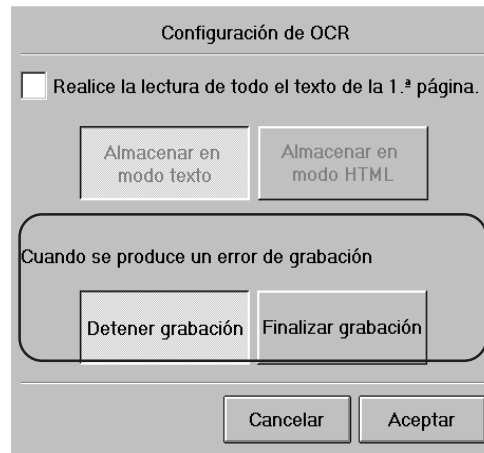 Configuración de OCR
Realice la lectura de todo el texto de la 1.ª página.
Almacenar en
modo texto
Almacenar en
modo HTML
Cuando se produce un error de grabación
Detener grabación
Finalizar grabación
Cancelar
Aceptar